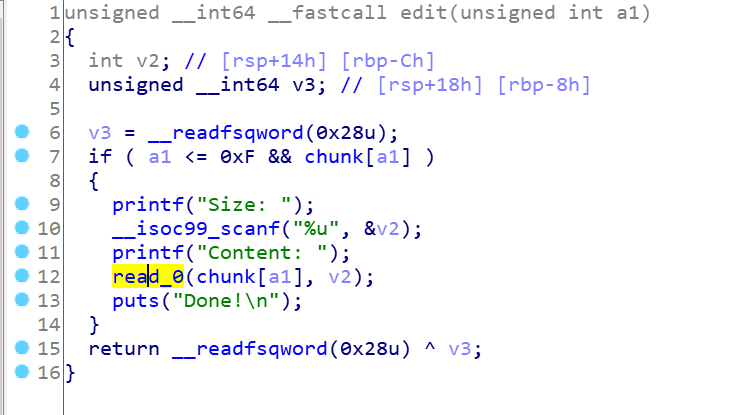 1 unsigned __int64 __fastcall edit(unsigned int a1)
2 {
3   int v2; // [rsp+14h] [rbp-Ch]
4   unsigned __int64 v3; // [rsp+18h] [rbp-8h]
5
6   v3 = __readfsqword(0x28u);
7   if ( a1 <= 0xF && chunk[a1] )
8   {
9     printf("Size: ");
10     __isoc99_scanf("%u", &v2);
11     printf("Content: ");
12     read_0(chunk[a1], v2);
13     puts("Done!\n");
14   }
15   return __readfsqword(0x28u) ^ v3;
16 }